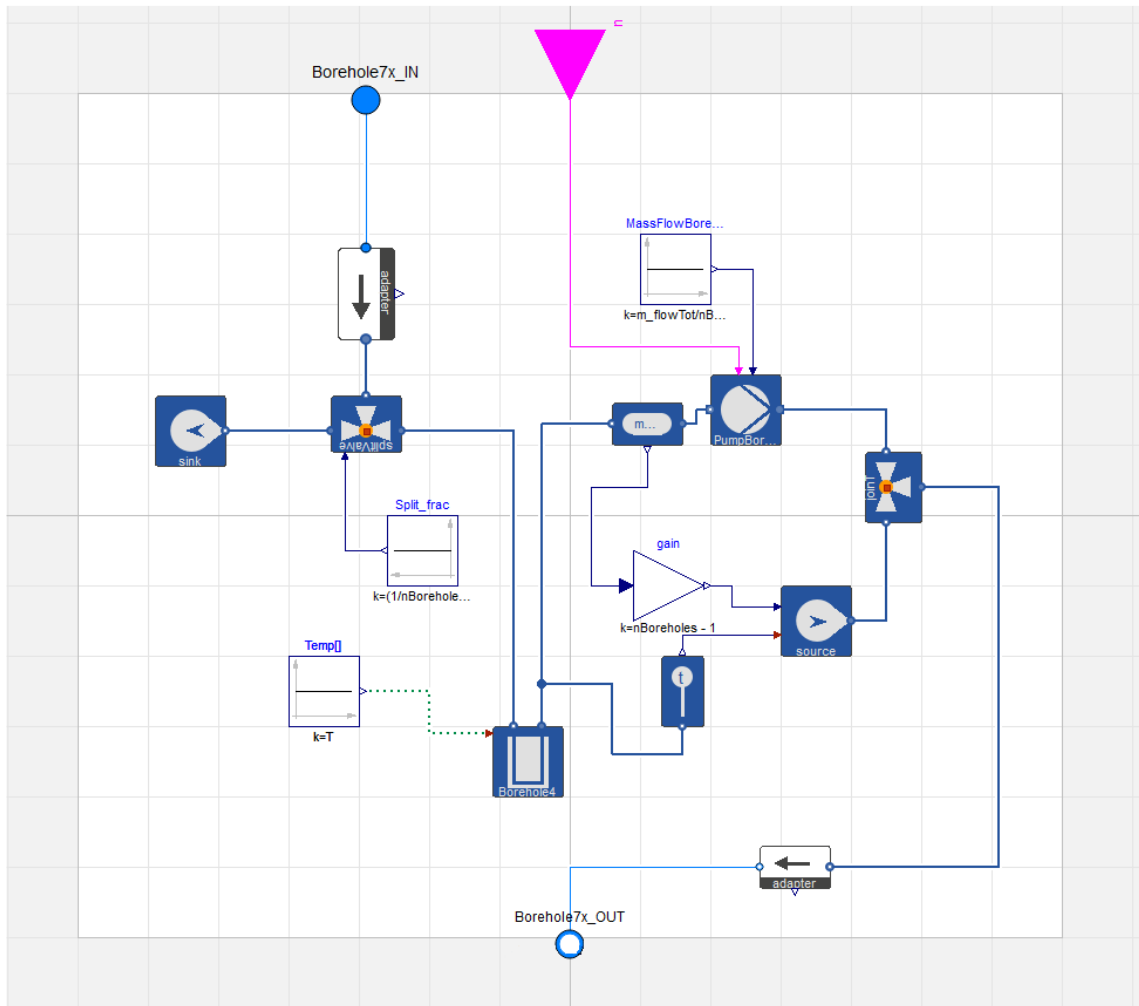 u
Borehole7x_IN
MassFlowBore...
adapter
k=m_flowTot/nB...
m...
PumpBor...
sink
splitValve
joinT
Split_frac
gain
k=(1/nBorehole...
k=nBoreholes - 1
source
Temp[]
t
k=T
Borehole4
adapter
Borehole7x_OUT